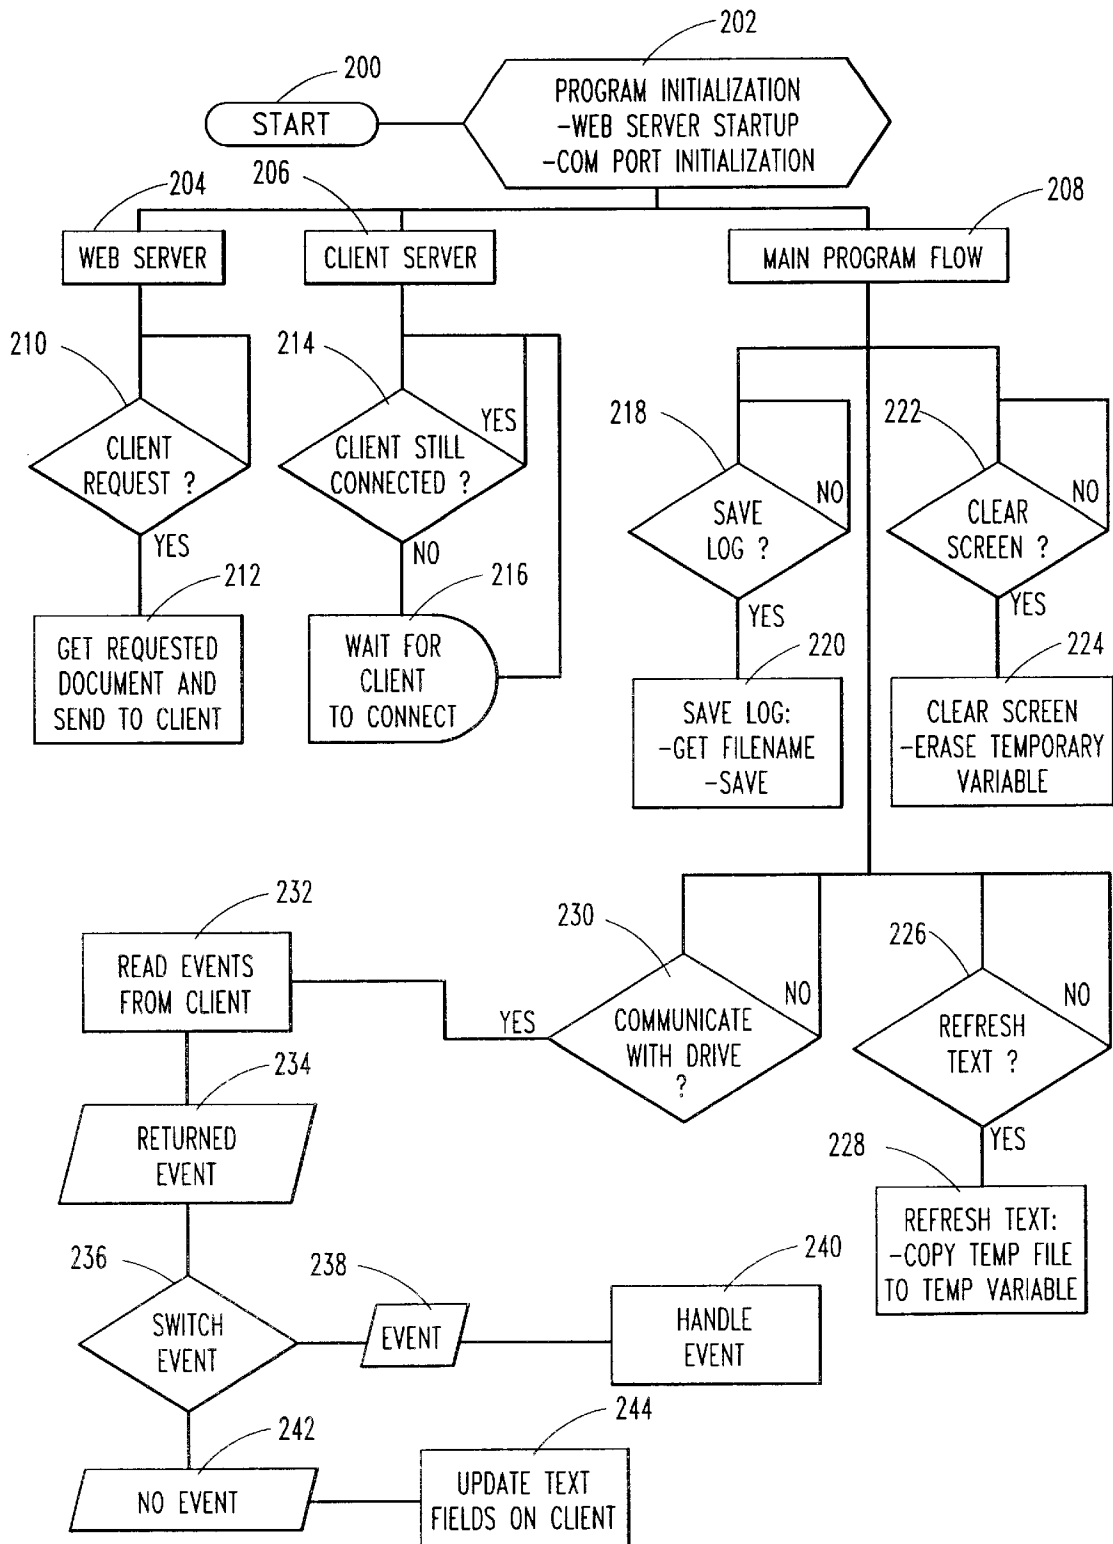 202
200
START
PROGRAM INITIALIZATION
-WEB SERVER STARTUP
-COM PORT INITIALIZATION
204
206
208
WEB SERVER
CLIENT SERVER
MAIN PROGRAM FLOW
210
CLIENT
REQUEST ?
YES
212
GET REQUESTED
DOCUMENT AND
SEND TO CLIENT
214
YES
CLIENT STILL
CONNECTED ?
NO
216
WAIT FOR
CLIENT
TO CONNECT
218
NO
SAVE
LOG ?
YES
220
SAVE LOG:
-GET FILENAME
-SAVE
222
NO
CLEAR
SCREEN ?
YES
224
CLEAR SCREEN
-ERASE TEMPORARY
VARIABLE
230
NO
COMMUNICATE
WITH DRIVE
?
YES
226
NO
REFRESH
TEXT ?
YES
228
REFRESH TEXT:
-COPY TEMP FILE
TO TEMP VARIABLE
232
READ EVENTS
FROM CLIENT
234
RETURNED
EVENT
236
SWITCH
EVENT
238
EVENT
240
HANDLE
EVENT
242
NO EVENT
244
UPDATE TEXT
FIELDS ON CLIENT